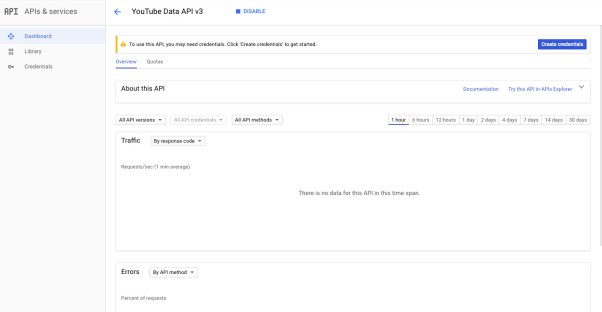 API APIs & services
YouTube Data API v3
DISABLE
Dashboard
Library
Credentials
To use this API, you may need credentials. Click 'Create credentials' to get started.
Create credentials
Overview Quotas
About this API
Documentation Try this API in APIs Explorer
All API versions All API credentials All API methods
1 hour 6 hours 12 hours 1 day 2 days 4 days 7 days 14 days 30 days
Traffic By response code
Requests/sec (1 min average)
There is no data for this API in this time span.
Errors By API method
Percent of requests